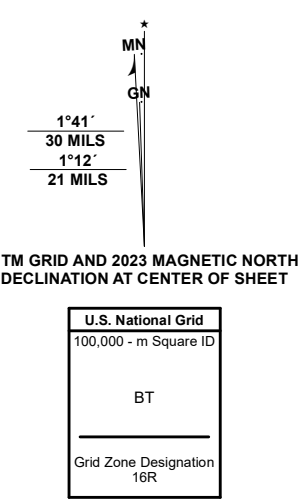 ★
MN
GN
1°41´
30 MILS
1°12´
21 MILS
TM GRID AND 2023 MAGNETIC NORTH
DECLINATION AT CENTER OF SHEET
U.S. National Grid
100,000 - m Square ID
BT
Grid Zone Designation
16R